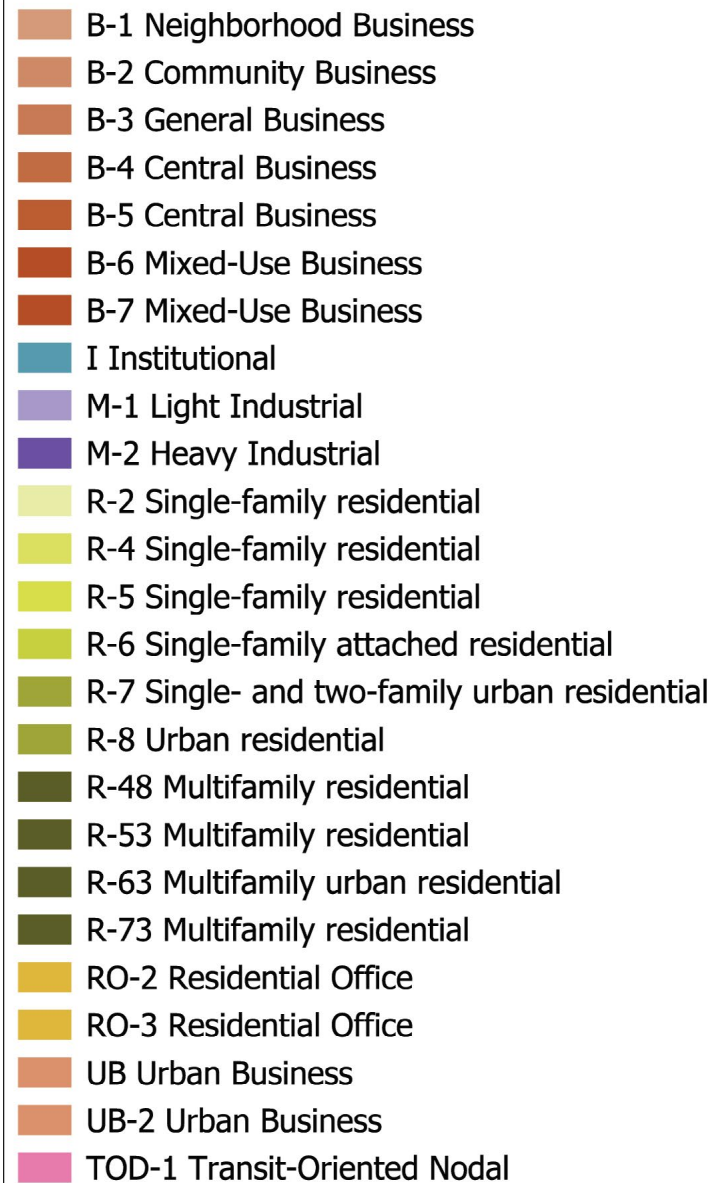 B-1 Neighborhood Business
B-2 Community Business
B-3 General Business
B-4 Central Business
B-5 Central Business
B-6 Mixed-Use Business
B-7 Mixed-Use Business
I Institutional
M-1 Light Industrial
M-2 Heavy Industrial
R-2 Single-family residential
R-4 Single-family residential
R-5 Single-family residential
R-6 Single-family attached residential
R-7 Single- and two-family urban residential
R-8 Urban residential
R-48 Multifamily residential
R-53 Multifamily residential
R-63 Multifamily urban residential
R-73 Multifamily residential
RO-2 Residential Office
RO-3 Residential Office
UB Urban Business
UB-2 Urban Business
TOD-1 Transit-Oriented Nodal